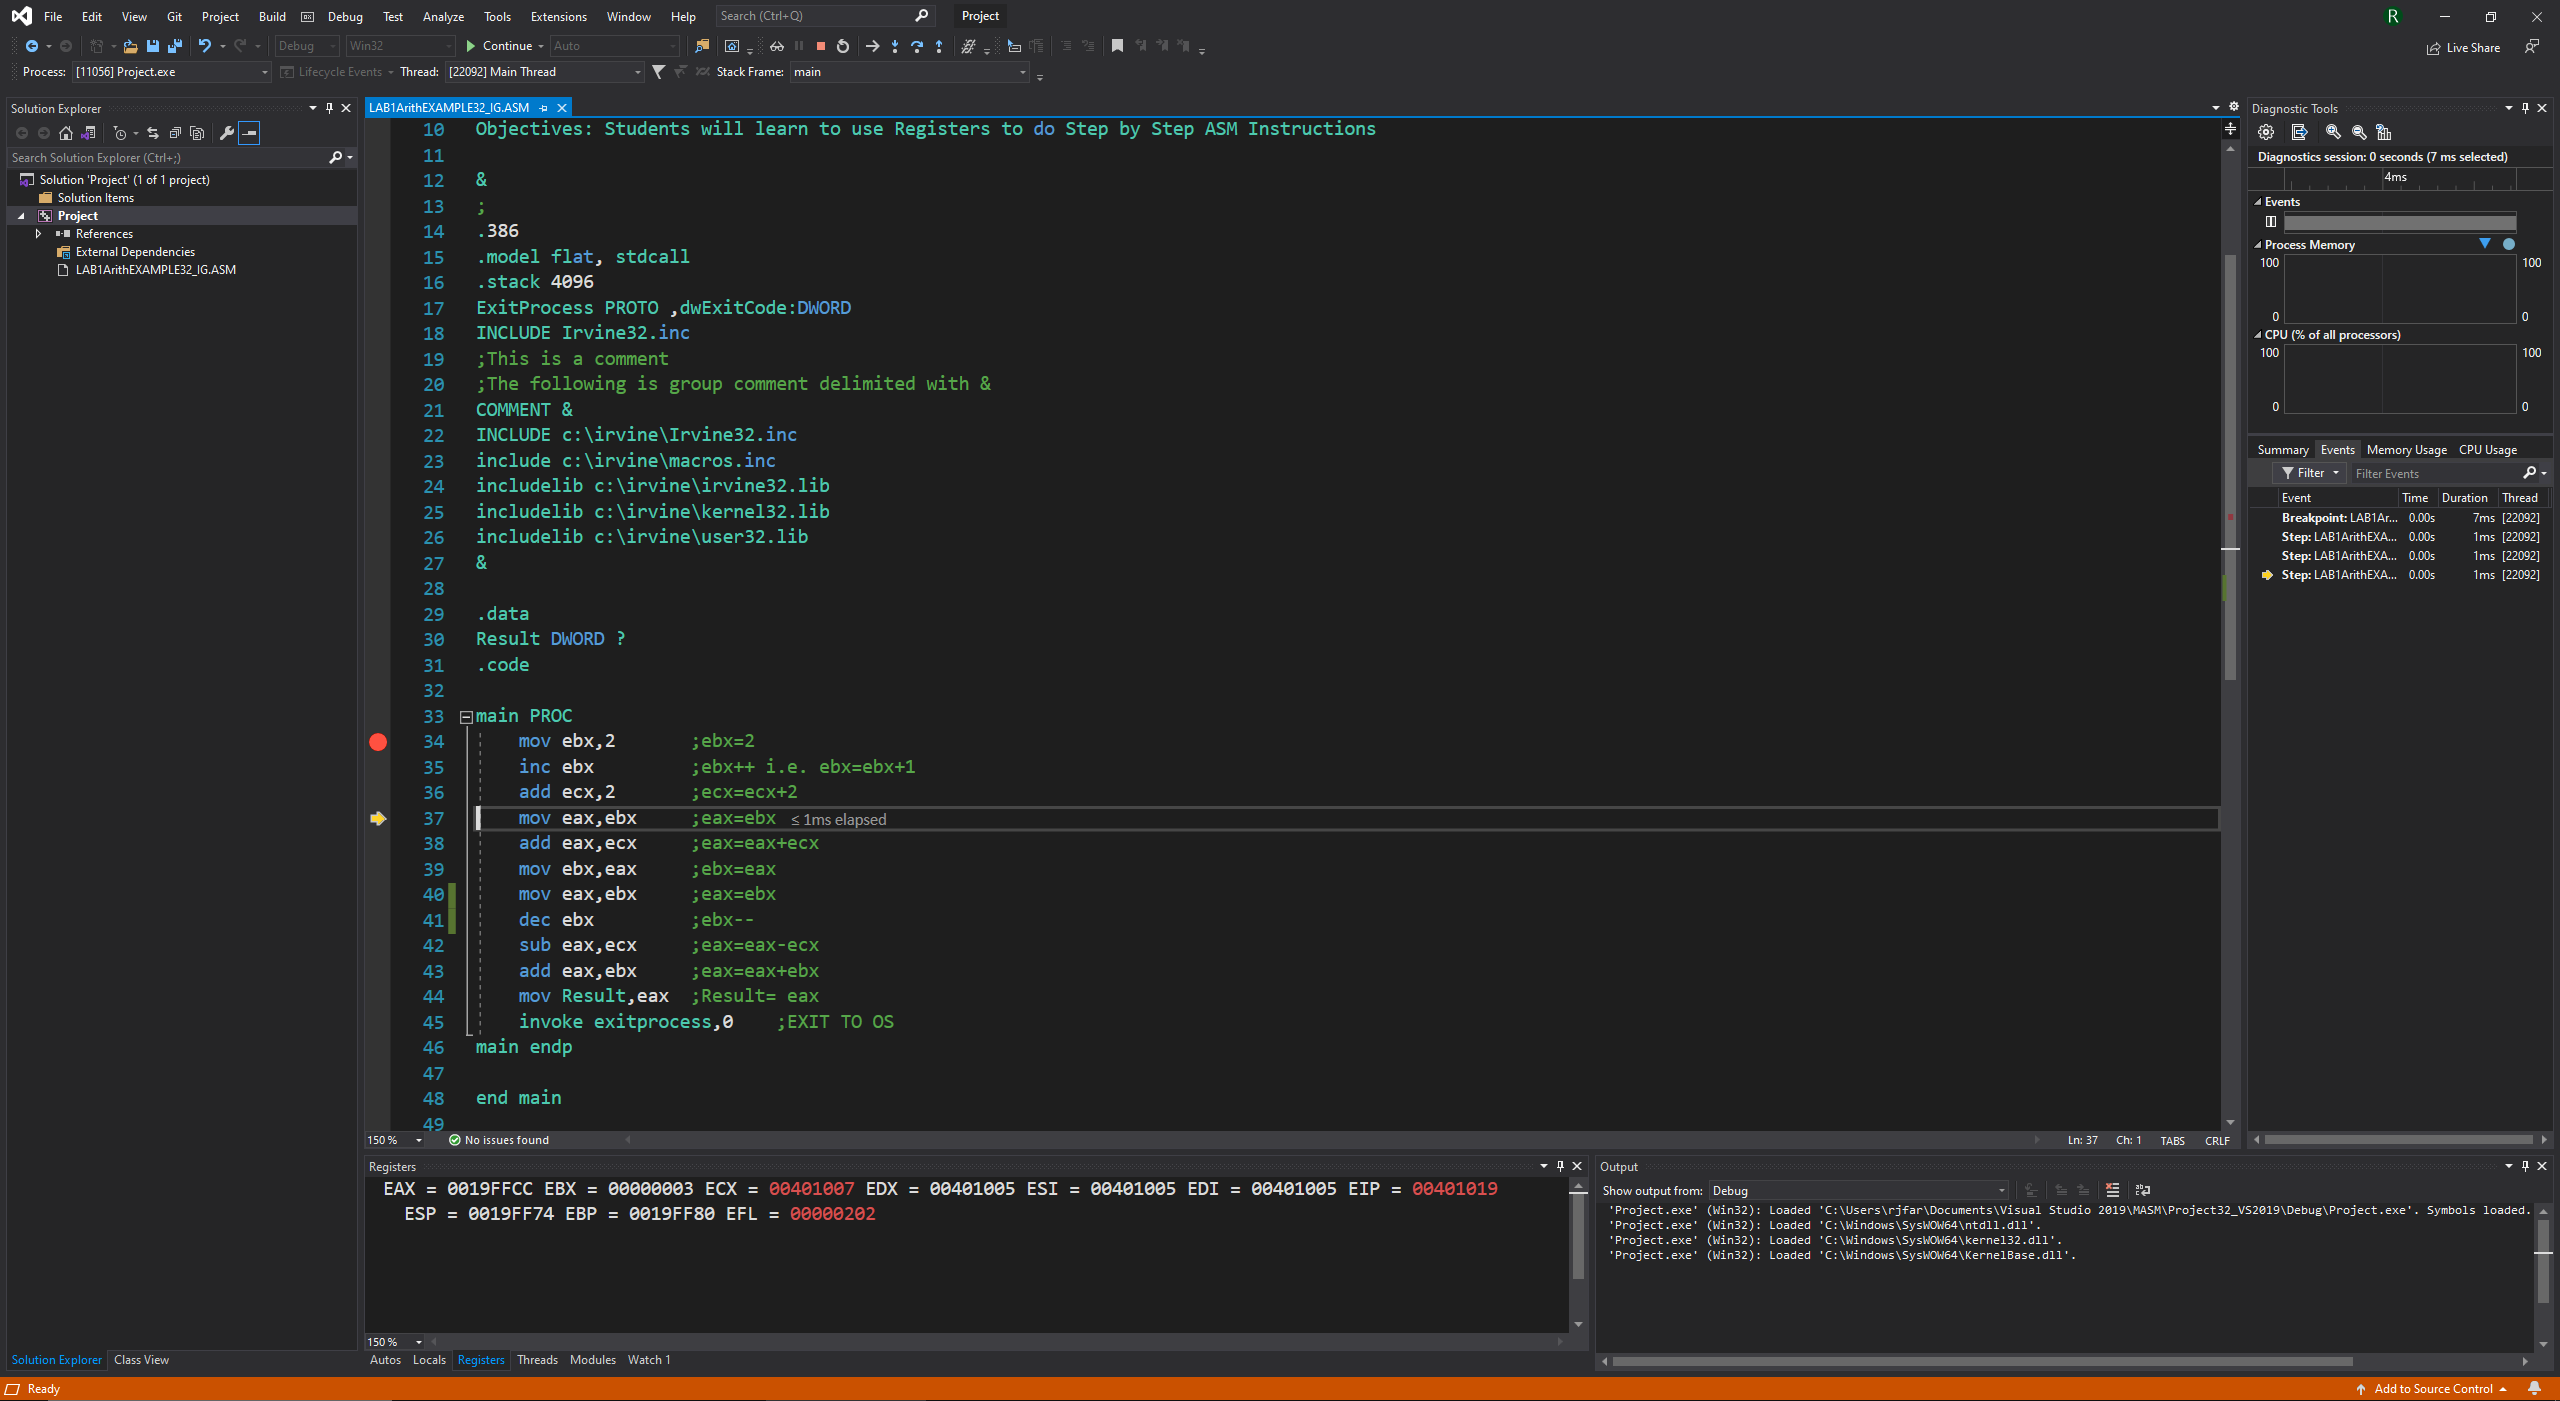 File Edit View Git Project Build Debug Test Analyze Tools Extensions Window Help Search (Ctrl+Q) Project R
Debug Win32 Continue Auto Live Share
Process: [11056] Project.exe Lifecycle Events Thread: [22092] Main Thread Stack Frame: main
Solution Explorer
Search Solution Explorer (Ctrl+;)
Solution 'Project' (1 of 1 project)
Solution Items
Project
References
External Dependencies
LAB1ArithEXAMPLE32_IG.ASM
Solution Explorer Class View
LAB1ArithEXAMPLE32_IG.ASM
10 Objectives: Students will learn to use Registers to do Step by Step ASM Instructions
11
12 &
13 ;
14 .386
15 .model flat, stdcall
16 .stack 4096
17 ExitProcess PROTO ,dwExitCode:DWORD
18 INCLUDE Irvine32.inc
19 ;This is a comment
20 ;The following is group comment delimited with &
21 COMMENT &
22 INCLUDE c:\irvine\Irvine32.inc
23 include c:\irvine\macros.inc
24 includelib c:\irvine\irvine32.lib
25 includelib c:\irvine\kernel32.lib
26 includelib c:\irvine\user32.lib
27 &
28
29 .data
30 Result DWORD ?
31 .code
32
33 main PROC
34 mov ebx,2 ;ebx=2
35 inc ebx ;ebx++ i.e. ebx=ebx+1
36 add ecx,2 ;ecx=ecx+2
37 mov eax,ebx ;eax=ebx ≤ 1ms elapsed
38 add eax,ecx ;eax=eax+ecx
39 mov ebx,eax ;ebx=eax
40 mov eax,ebx ;eax=ebx
41 dec ebx ;ebx--
42 sub eax,ecx ;eax=eax-ecx
43 add eax,ebx ;eax=eax+ebx
44 mov Result,eax ;Result= eax
45 invoke exitprocess,0 ;EXIT TO OS
46 main endp
47
48 end main
49
150 % No issues found Ln: 37 Ch: 1 TABS CRLF
Registers
EAX = 0019FFCC EBX = 00000003 ECX = 00401007 EDX = 00401005 ESI = 00401005 EDI = 00401005 EIP = 00401019
ESP = 0019FF74 EBP = 0019FF80 EFL = 00000202
150 %
Autos Locals Registers Threads Modules Watch 1
Output
Show output from: Debug
'Project.exe' (Win32): Loaded 'C:\Users\rjfar\Documents\Visual Studio 2019\MASM\Project32_VS2019\Debug\Project.exe'. Symbols loaded.
'Project.exe' (Win32): Loaded 'C:\Windows\SysWOW64\ntdll.dll'.
'Project.exe' (Win32): Loaded 'C:\Windows\SysWOW64\kernel32.dll'.
'Project.exe' (Win32): Loaded 'C:\Windows\SysWOW64\KernelBase.dll'.
Diagnostic Tools
Diagnostics session: 0 seconds (7 ms selected)
4ms
Events
Process Memory
100 100
0 0
CPU (% of all processors)
100 100
0 0
Summary Events Memory Usage CPU Usage
Filter Filter Events
Event Time Duration Thread
Breakpoint: LAB1Ar... 0.00s 7ms [22092]
Step: LAB1ArithEXA... 0.00s 1ms [22092]
Step: LAB1ArithEXA... 0.00s 1ms [22092]
Step: LAB1ArithEXA... 0.00s 1ms [22092]
Ready Add to Source Control